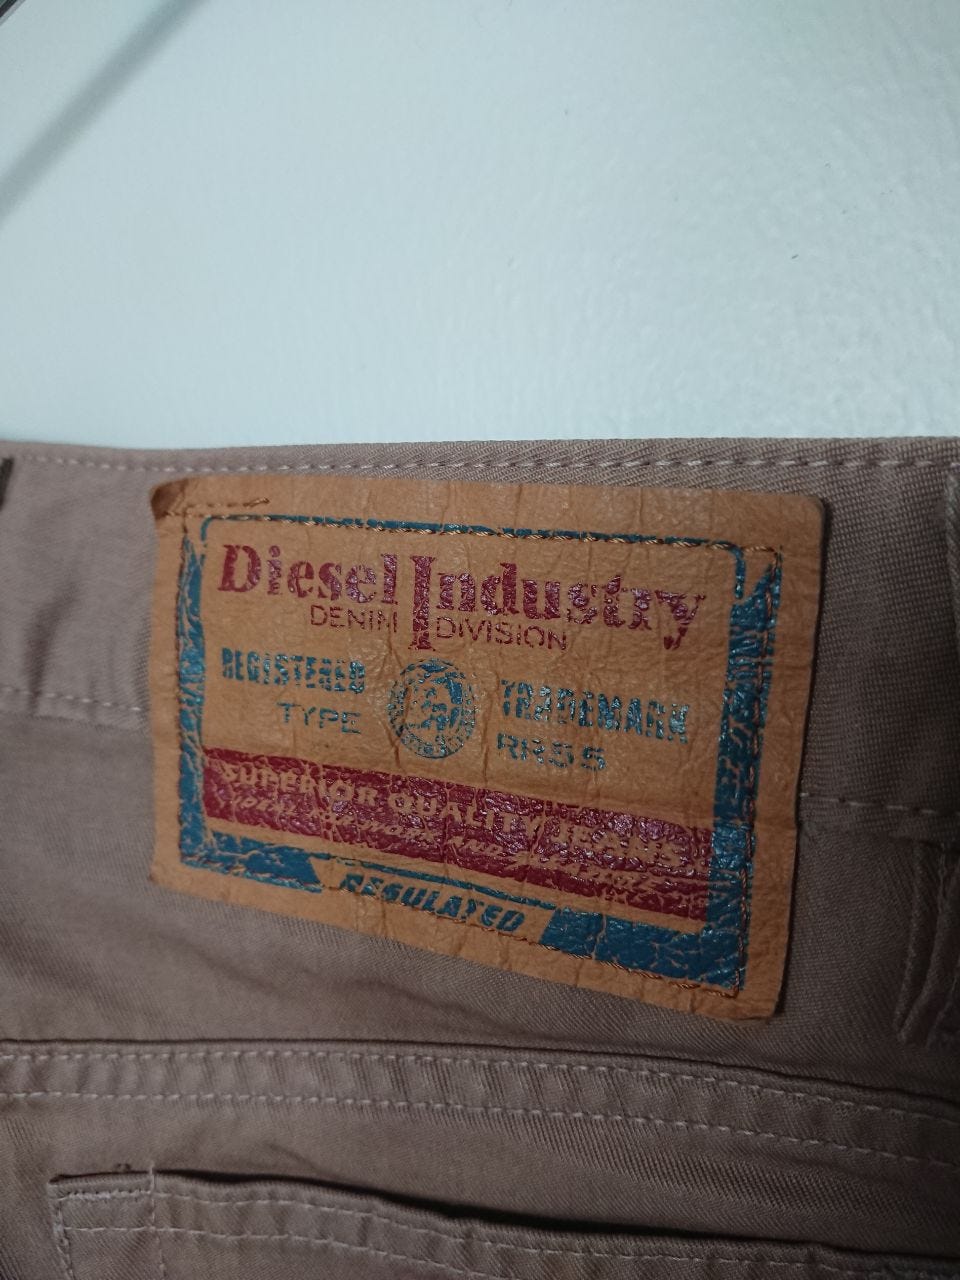 Diesel Industry
DENIM DIVISION
REGISTERED TRADEMARK
TYPE RR55
SUPERIOR QUALITY JEANS
REGULATED